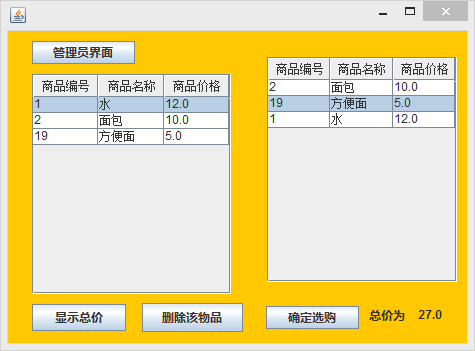 管理员界面
商品编号 商品名称 商品价格
1 水 12.0
2 面包 10.0
19 方便面 5.0
商品编号 商品名称 商品价格
2 面包 10.0
19 方便面 5.0
1 水 12.0
显示总价 删除该物品 确定选购 总价为 27.0